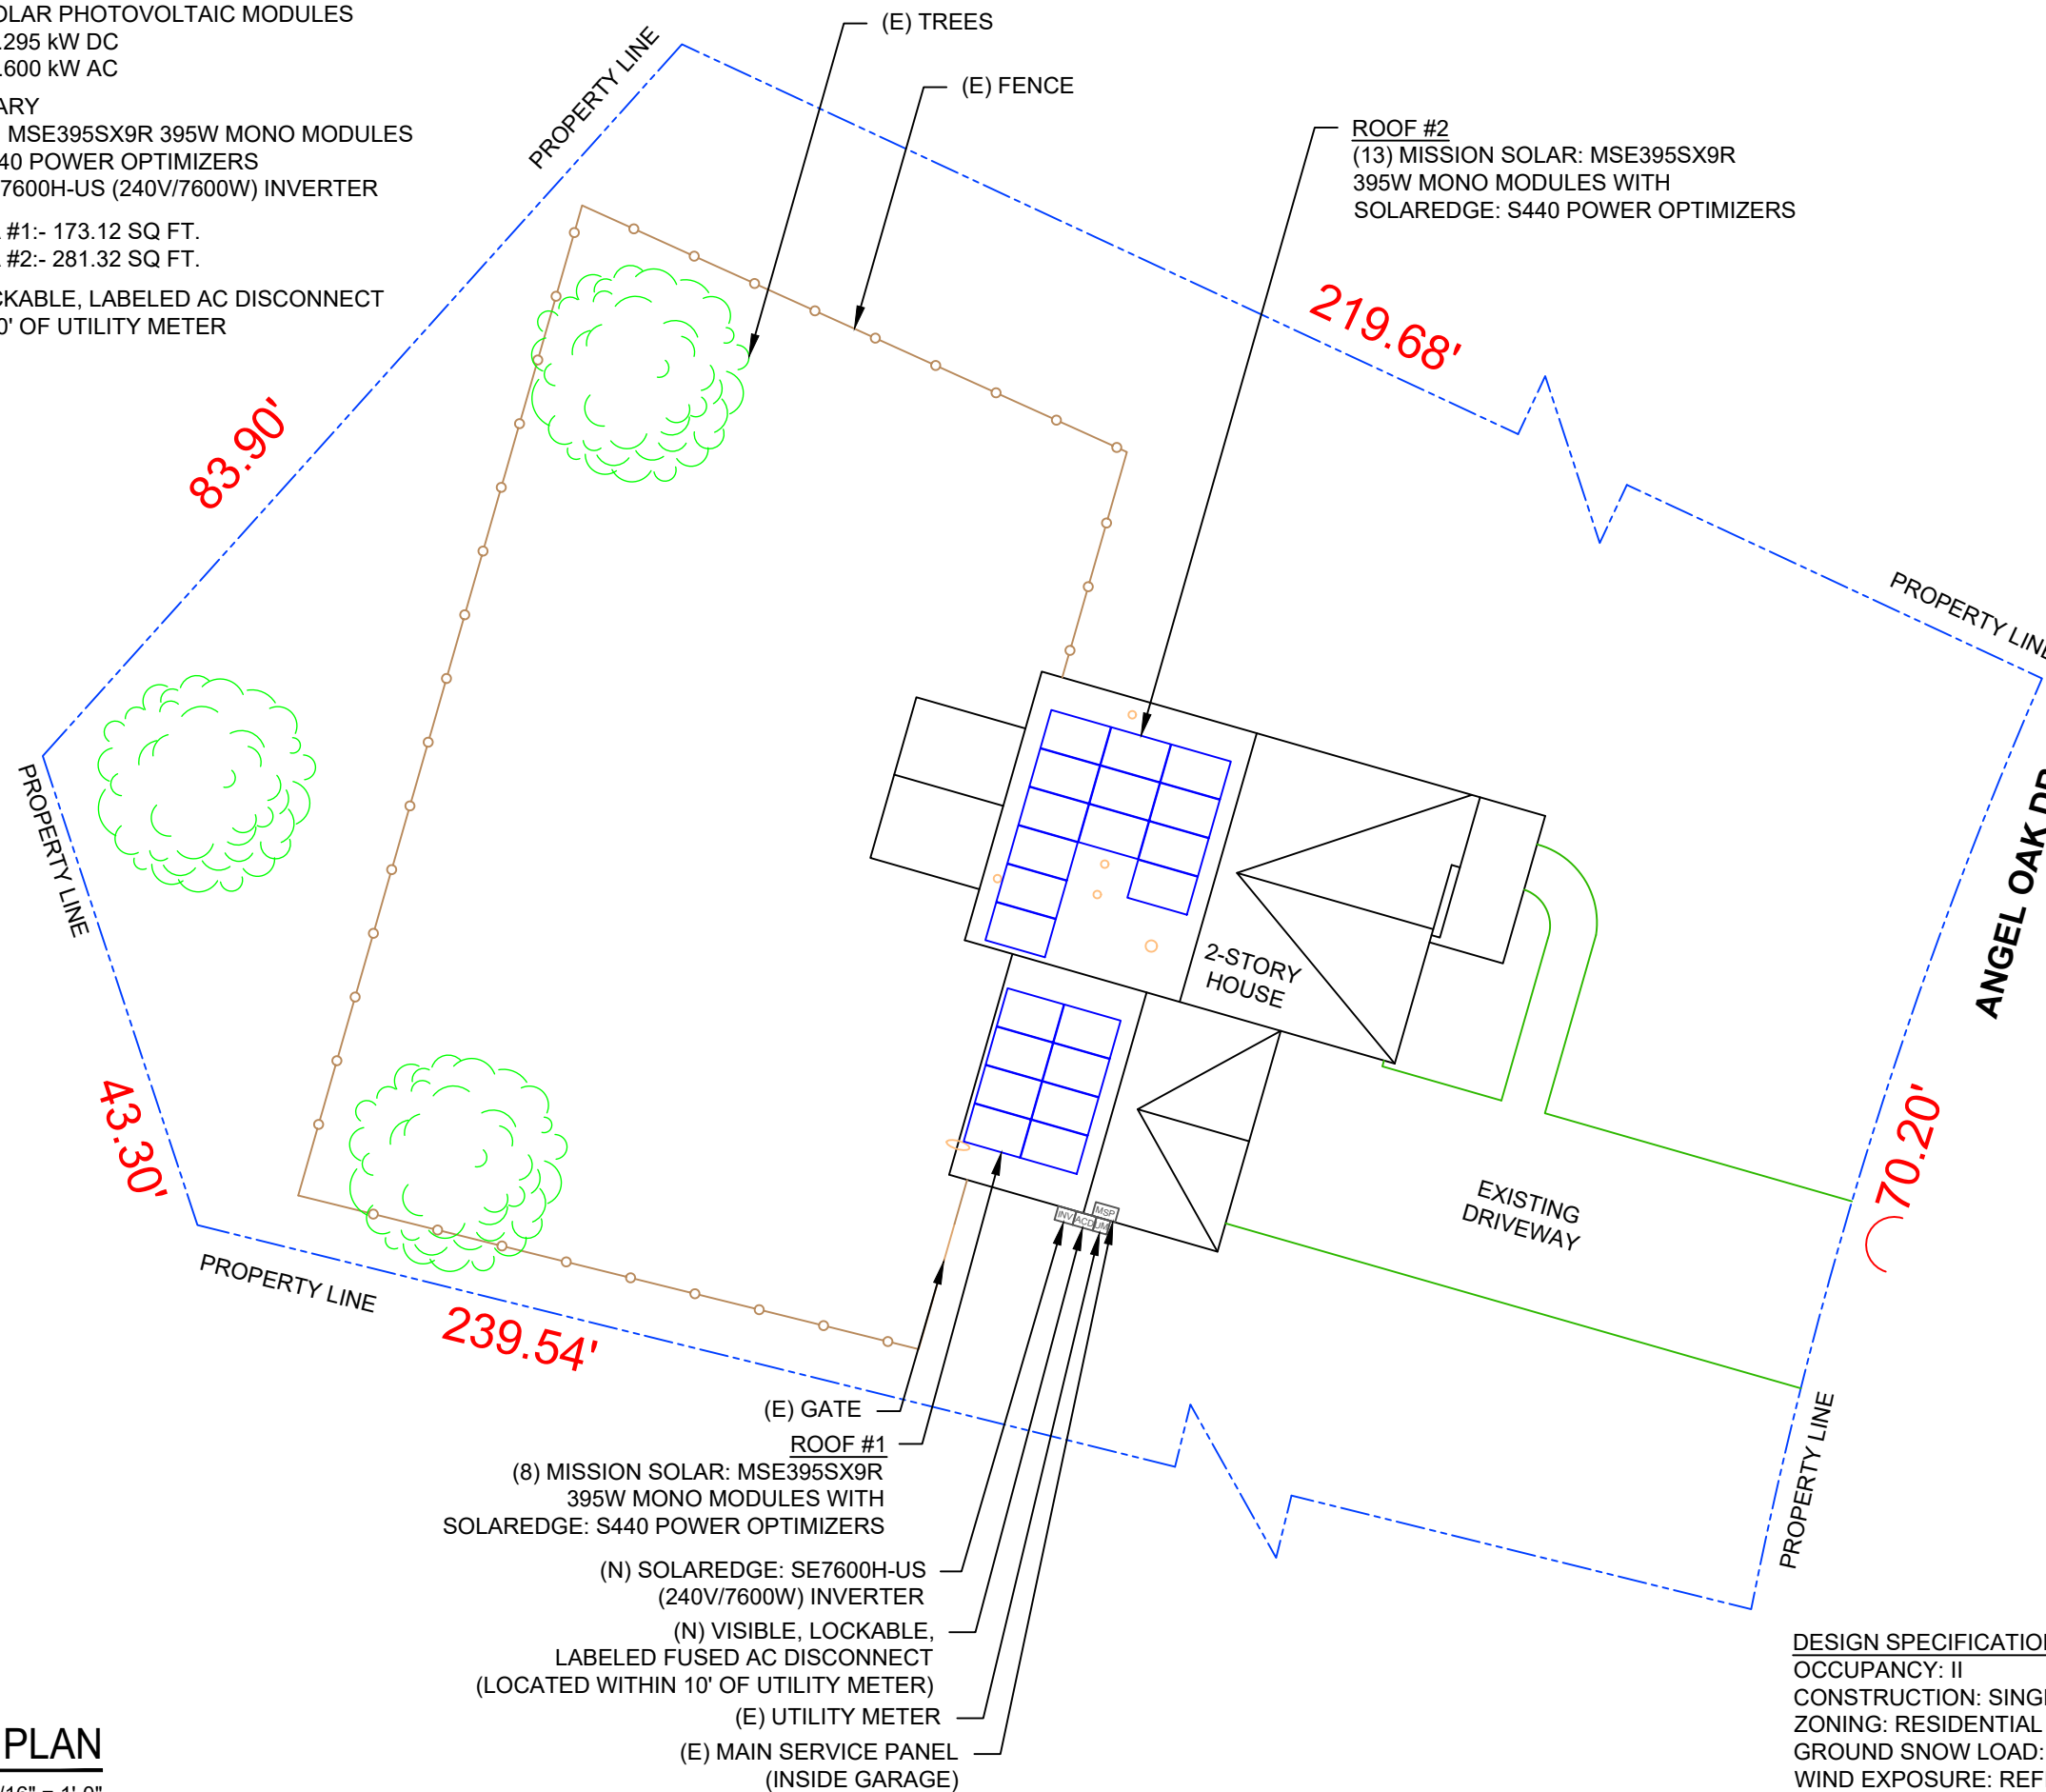 OLAR PHOTOVOLTAIC MODULES
.295 kW DC
.600 kW AC
ARY
MSE395SX9R 395W MONO MODULES
40 POWER OPTIMIZERS
7600H-US (240V/7600W) INVERTER
#1:- 173.12 SQ FT.
#2:- 281.32 SQ FT.
CKABLE, LABELED AC DISCONNECT
0' OF UTILITY METER
(E) TREES
(E) FENCE
PROPERTY LINE
ROOF #2
(13) MISSION SOLAR: MSE395SX9R
395W MONO MODULES WITH
SOLAREDGE: S440 POWER OPTIMIZERS
219.68'
83.90'
PROPERTY LINE
PROPERTY LINE
ANGEL OAK DR
2-STORY
HOUSE
43.30'
70.20'
EXISTING
DRIVEWAY
MSP
INV
ACD
UM
PROPERTY LINE
239.54'
PROPERTY LINE
(E) GATE
ROOF #1
(8) MISSION SOLAR: MSE395SX9R
395W MONO MODULES WITH
SOLAREDGE: S440 POWER OPTIMIZERS
(N) SOLAREDGE: SE7600H-US
(240V/7600W) INVERTER
(N) VISIBLE, LOCKABLE,
LABELED FUSED AC DISCONNECT
(LOCATED WITHIN 10' OF UTILITY METER)
(E) UTILITY METER
(E) MAIN SERVICE PANEL
(INSIDE GARAGE)
PLAN
/16" = 1'-0"
DESIGN SPECIFICATION
OCCUPANCY: II
CONSTRUCTION: SINGL
ZONING: RESIDENTIAL
GROUND SNOW LOAD:
WIND EXPOSURE: REF